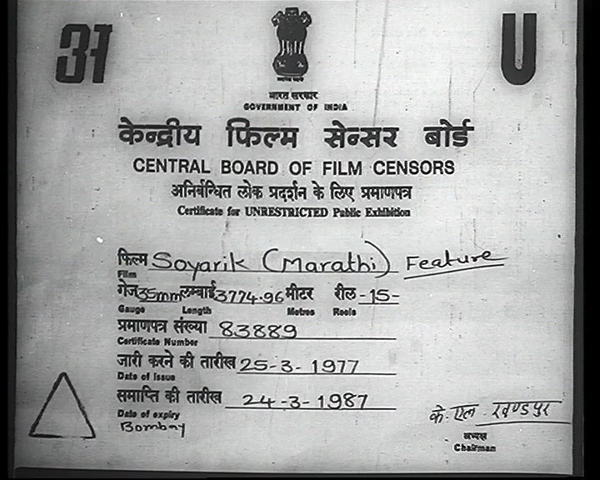 अ
U
भारत सरकार
GOVERNMENT OF INDIA
केन्द्रीय फिल्म सेन्सर बोर्ड
CENTRAL BOARD OF FILM CENSORS
अनिर्बन्धित लोक प्रदर्शन के लिए प्रमाणपत्र
Certificate for UNRESTRICTED Public Exhibition
फिल्म Soyarik (Marathi) Feature
Film
गेज 35mm लम्बाई 3774.96 मीटर रील -15-
Gauge Length Metres Reels
प्रमाणपत्र संख्या 83889
Certificate Number
जारी करने की तारीख 25-3-1977
Date of Issue
समाप्ति की तारीख 24-3-1987
Date of expiry
Bombay
के. एल. खण्डपुर
अध्यक्ष
Chairman